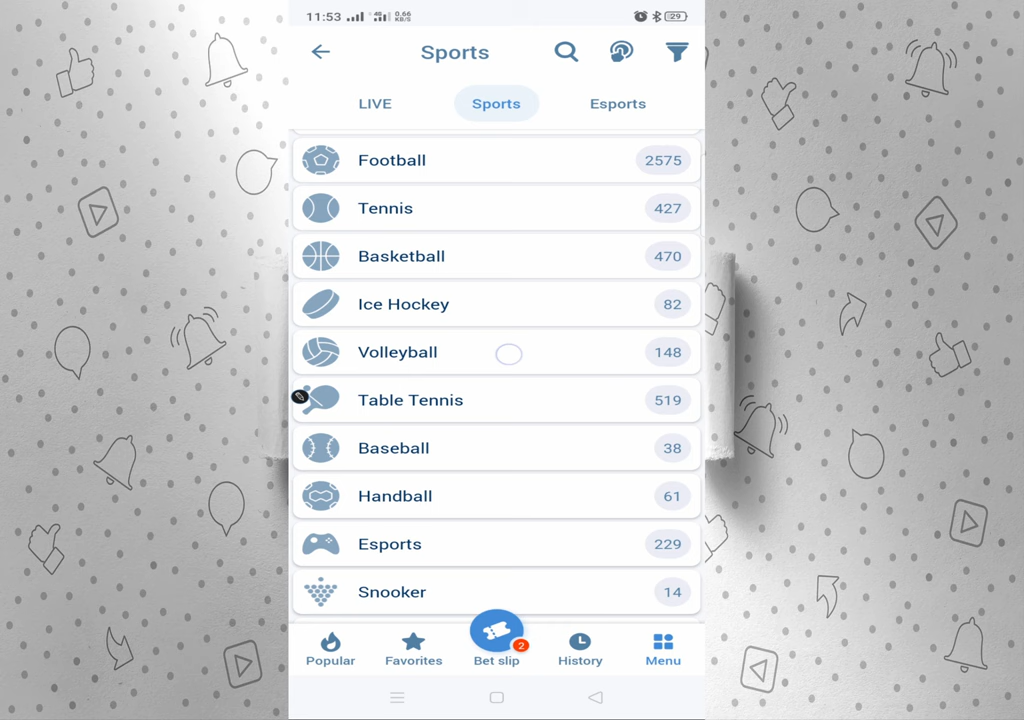 11:53 4G 0.66 KB/S 29
Sports
LIVE Sports Esports
Football 2575
Tennis 427
Basketball 470
Ice Hockey 82
Volleyball 148
Table Tennis 519
Baseball 38
Handball 61
Esports 229
Snooker 14
2
Popular Favorites Bet slip History Menu